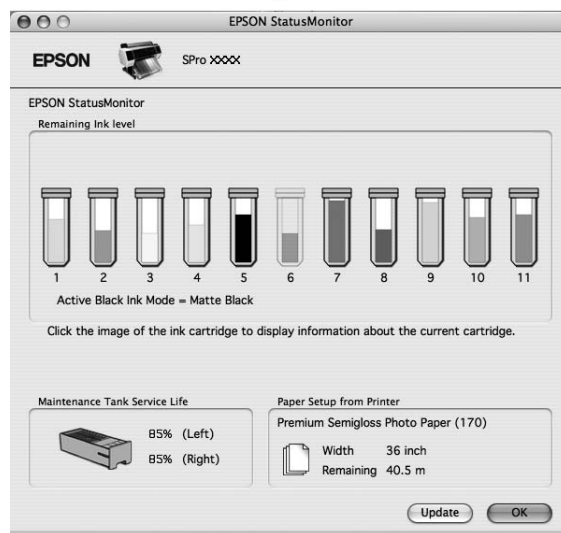 EPSON StatusMonitor
EPSON SPro XXXX
EPSON StatusMonitor
Remaining Ink level
1 2 3 4 5 6 7 8 9 10 11
Active Black Ink Mode = Matte Black
Click the image of the ink cartridge to display information about the current cartridge.
Maintenance Tank Service Life
85% (Left)
85% (Right)
Paper Setup from Printer
Premium Semigloss Photo Paper (170)
Width 36 inch
Remaining 40.5 m
Update OK